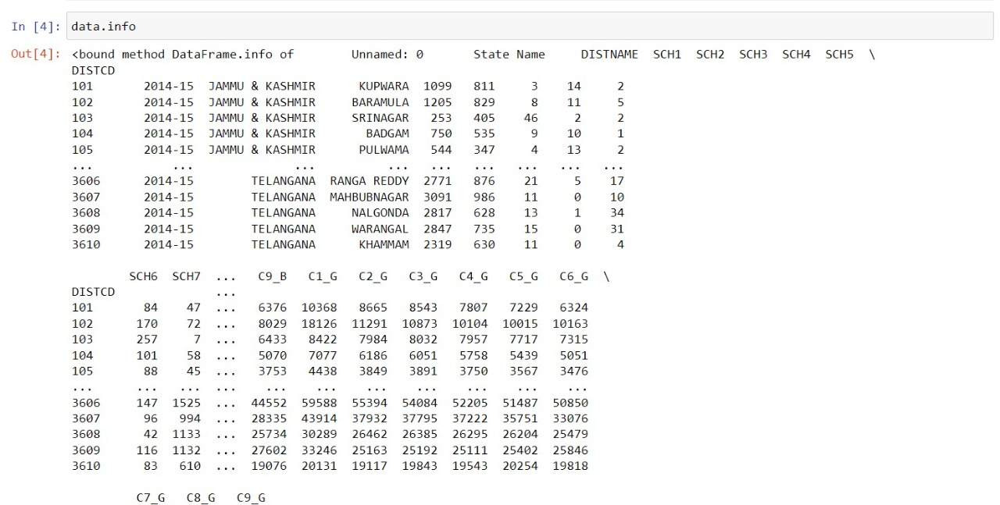 In [4]: data.info
Out[4]: <bound method DataFrame.info of Unnamed: 0 State Name DISTNAME SCH1 SCH2 SCH3 SCH4 SCH5 \
DISTCD
101 2014-15 JAMMU & KASHMIR KUPWARA 1099 811 3 14 2
102 2014-15 JAMMU & KASHMIR BARAMULA 1205 829 8 11 5
103 2014-15 JAMMU & KASHMIR SRINAGAR 253 405 46 2 2
104 2014-15 JAMMU & KASHMIR BADGAM 750 535 9 10 1
105 2014-15 JAMMU & KASHMIR PULWAMA 544 347 4 13 2
... ... ... ... ... ... ... ... ...
3606 2014-15 TELANGANA RANGA REDDY 2771 876 21 5 17
3607 2014-15 TELANGANA MAHBUBNAGAR 3091 986 11 0 10
3608 2014-15 TELANGANA NALGONDA 2817 628 13 1 34
3609 2014-15 TELANGANA WARANGAL 2847 735 15 0 31
3610 2014-15 TELANGANA KHAMMAM 2319 630 11 0 4
SCH6 SCH7 ... C9_B C1_G C2_G C3_G C4_G C5_G C6_G \
DISTCD ...
101 84 47 ... 6376 10368 8665 8543 7807 7229 6324
102 170 72 ... 8029 18126 11291 10873 10104 10015 10163
103 257 7 ... 6433 8422 7984 8032 7957 7717 7315
104 101 58 ... 5070 7077 6186 6051 5758 5439 5051
105 88 45 ... 3753 4438 3849 3891 3750 3567 3476
... ... ... ... ... ... ... ... ... ... ...
3606 147 1525 ... 44552 59588 55394 54084 52205 51487 50850
3607 96 994 ... 28335 43914 37932 37795 37222 35751 33076
3608 42 1133 ... 25734 30289 26462 26385 26295 26204 25479
3609 116 1132 ... 27602 33246 25163 25192 25111 25402 25846
3610 83 610 ... 19076 20131 19117 19843 19543 20254 19818
C7_G C8_G C9_G